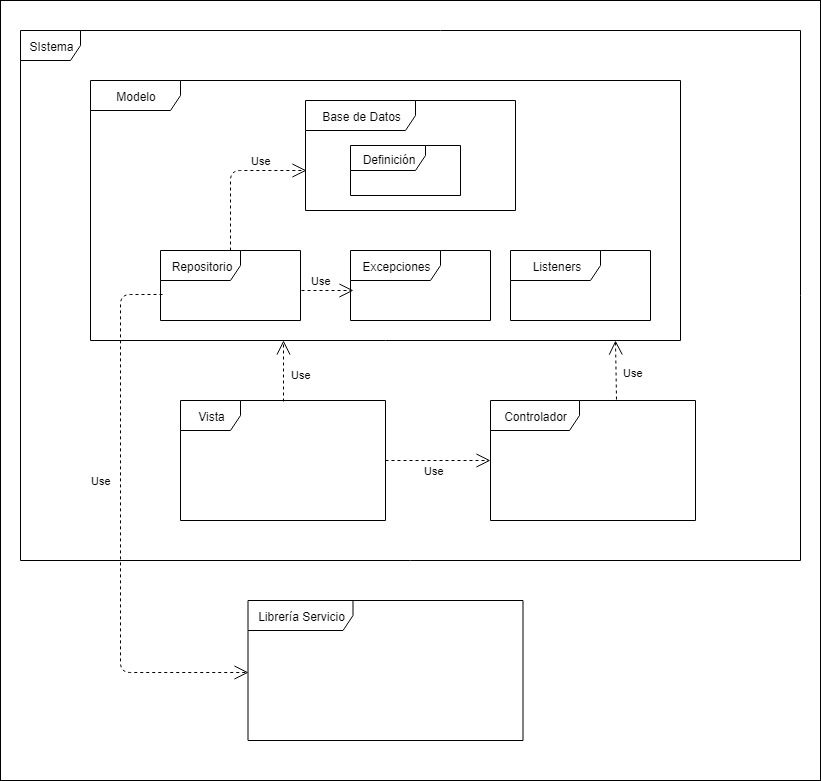 SIstema
Modelo
Base de Datos
Definición
Use
Repositorio
Use
Excepciones
Listeners
Use
Use
Vista
Use
Controlador
Use
Librería Servicio